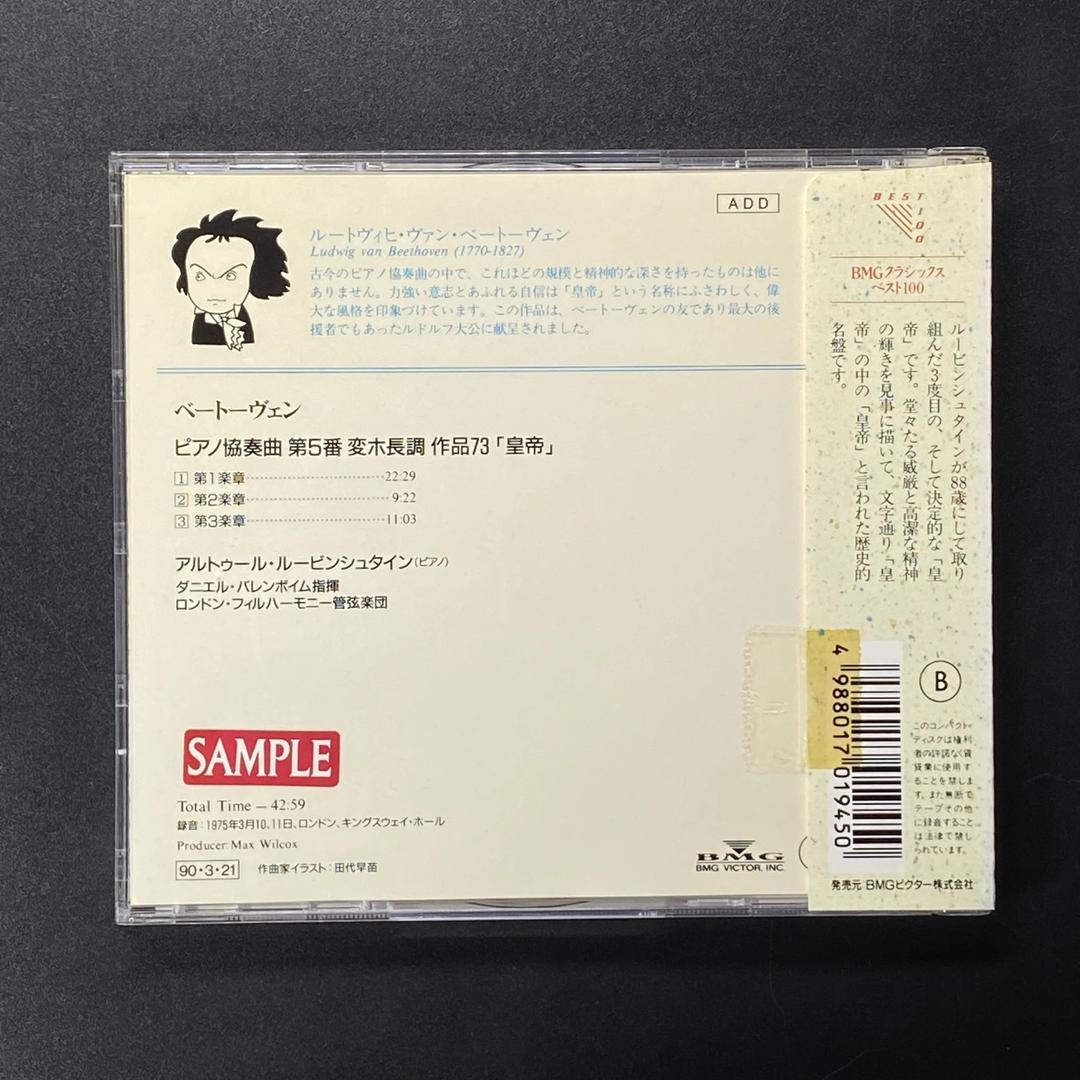 ADD
ルートヴィヒ・ヴァン・ベートーヴェン
Ludwig van Beethoven (1770-1827)
古今のピアノ協奏曲の中で、これほどの規模と精神的な深さを持ったものは他に
ありません。力強い意志とあふれる自信は「皇帝」という名称にふさわしく、偉
大な風格を印象づけています。この作品は、ベートーヴェンの友であり最大の後
援者でもあったルドルフ大公に献呈されました。
ベートーヴェン
ピアノ協奏曲 第5番 変ホ長調 作品73「皇帝」
1 第1楽章 22:29
2 第2楽章 9:22
3 第3楽章 11:03
アルトゥール・ルービンシュタイン(ピアノ)
ダニエル・バレンボイム指揮
ロンドン・フィルハーモニー管弦楽団
SAMPLE
Total Time — 42:59
録音：1975年3月10、11日、ロンドン、キングスウェイ・ホール
Producer: Max Wilcox
90・3・21 作曲家イラスト：田代早苗
BMG
BMG VICTOR, INC.
BEST 100
BMGクラシックス
ベスト100
ルービンシュタインが88歳にして取り
組んだ3度目の、そして決定的な「皇
帝」です。堂々たる威厳と高潔な精神
の輝きを見事に描いて、文字通り「皇
帝」の中の「皇帝」と言われた歴史的
名盤です。
B
4 988017 019450
このコンパクト・
ディスクは権利
者の許諾なく賃
貸業に使用す
ることを禁じま
す。また無断で
テープその他
に録音すること
は法律で禁じ
られています。
発売元 BMGビクター株式会社